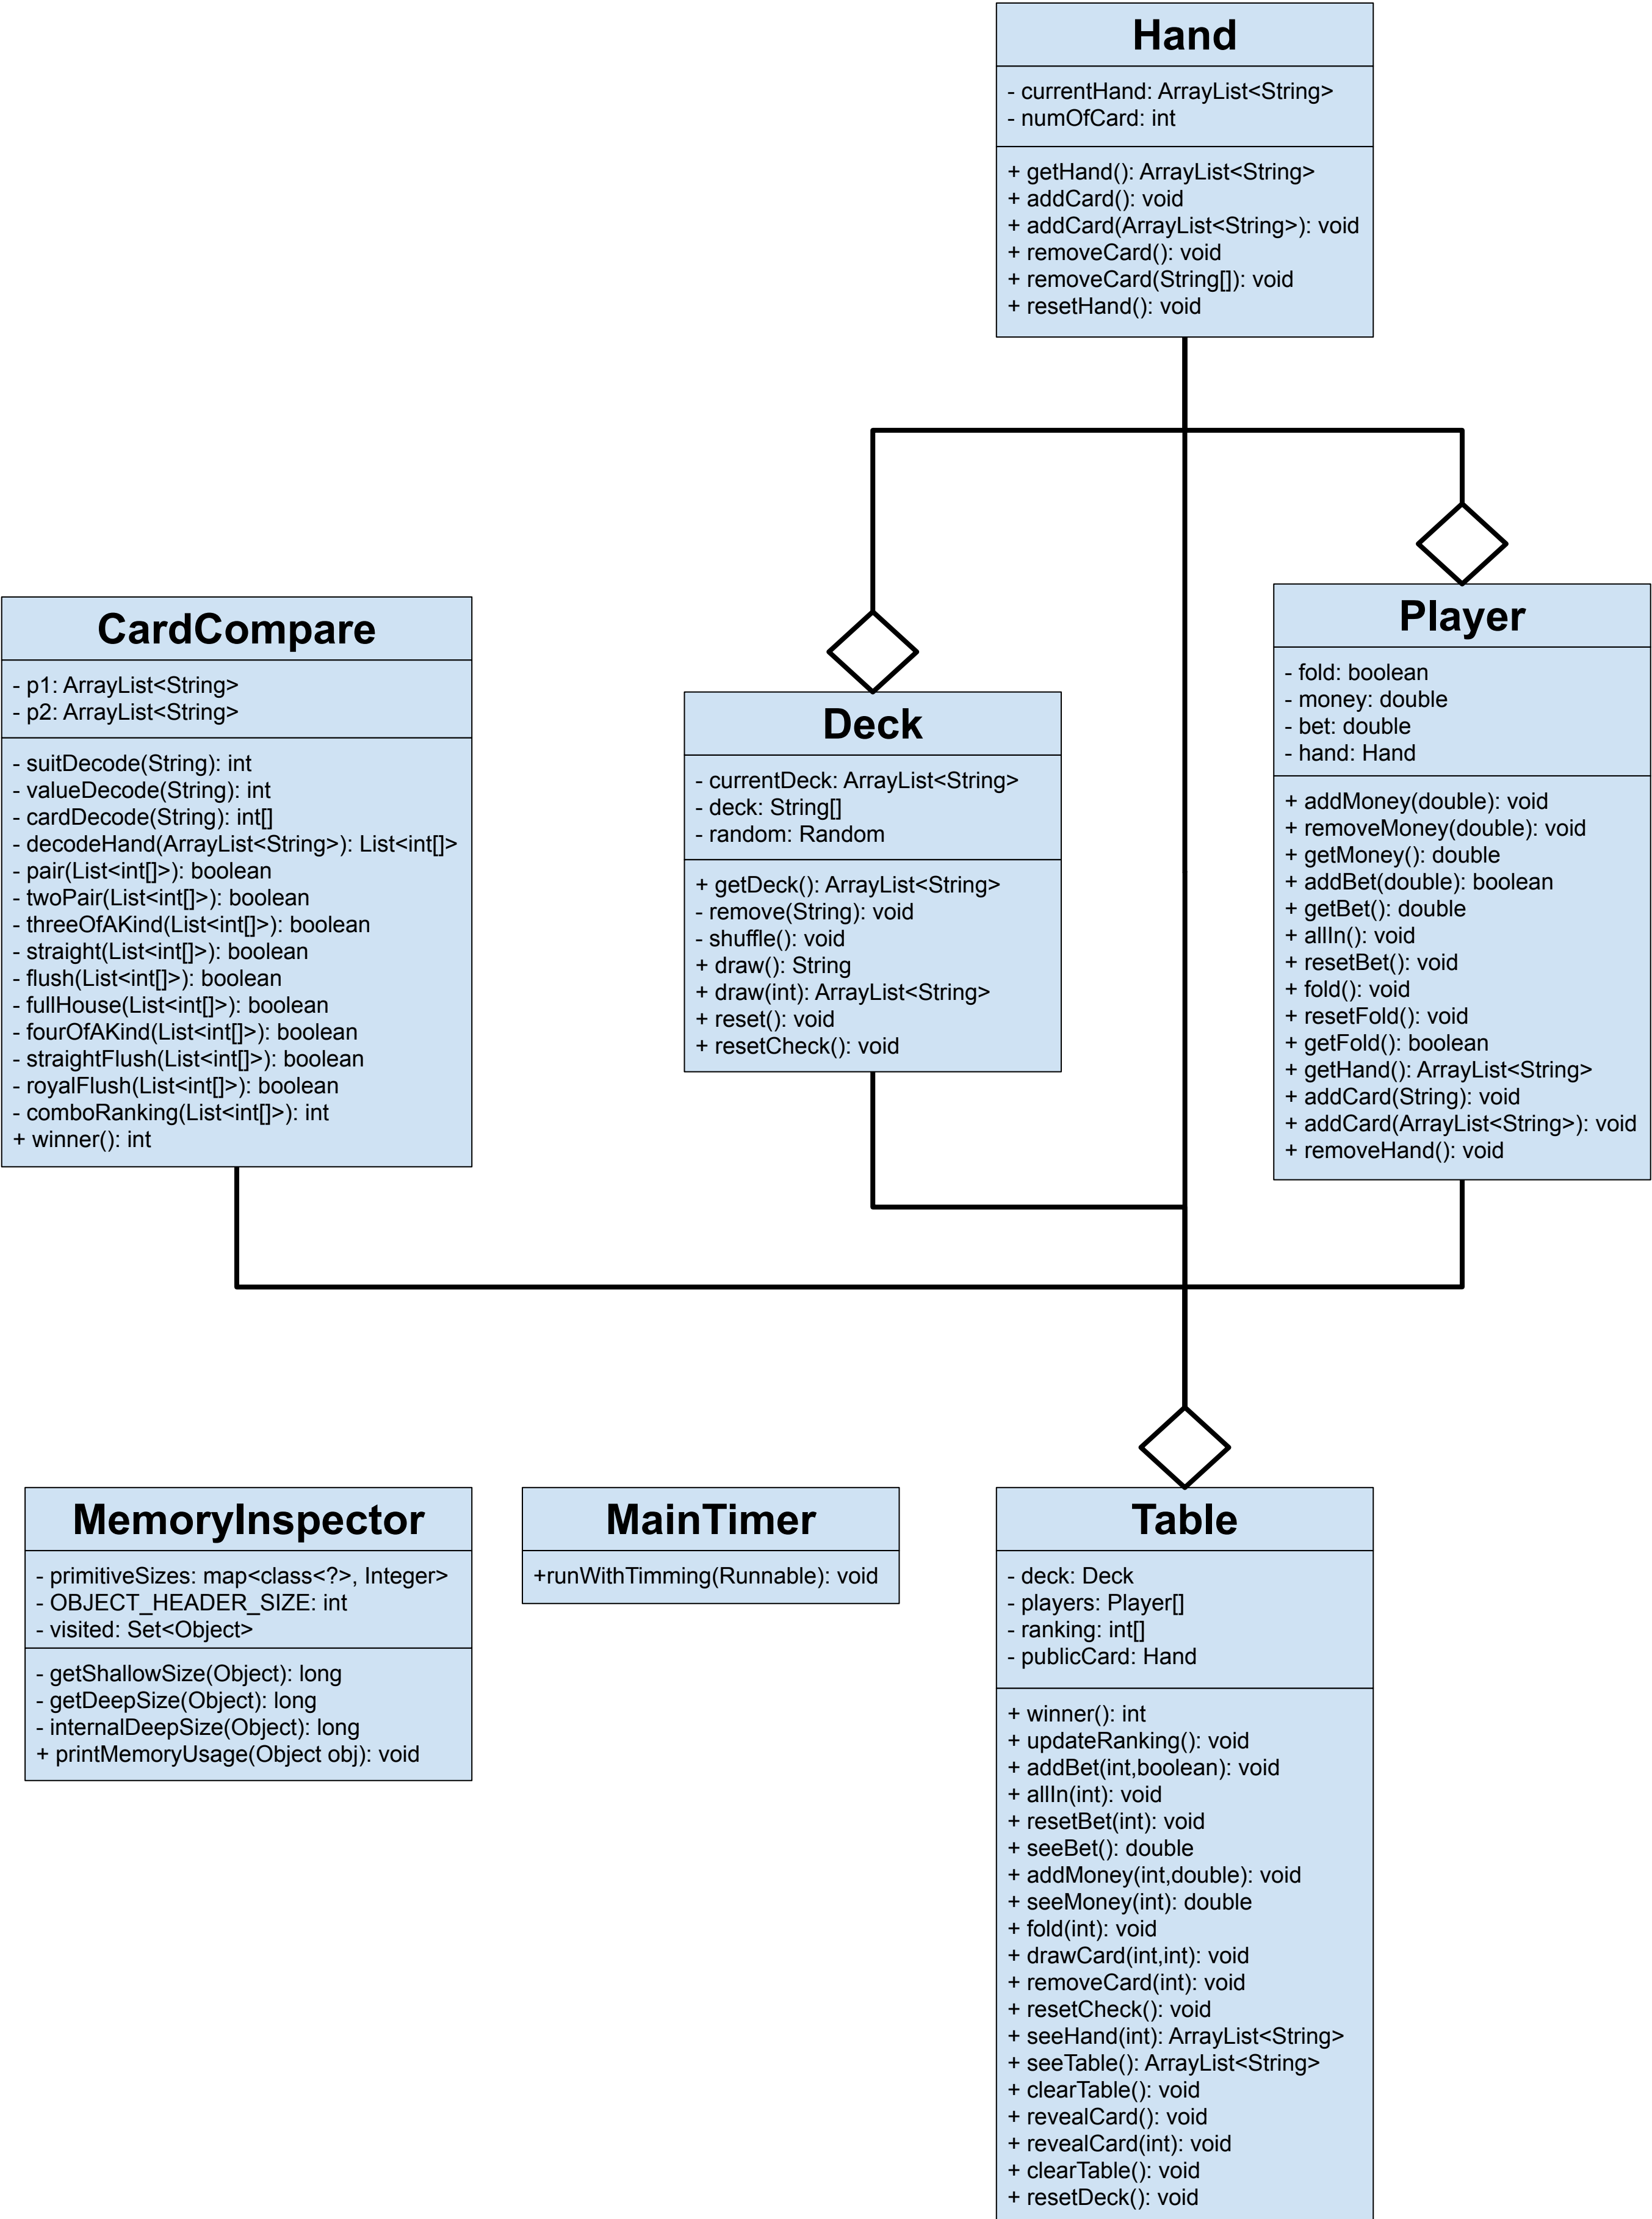 Hand
- currentHand: ArrayList<String>
- numOfCard: int
+ getHand(): ArrayList<String>
+ addCard(): void
+ addCard(ArrayList<String>): void
+ removeCard(): void
+ removeCard(String[]): void
+ resetHand(): void
CardCompare
- p1: ArrayList<String>
- p2: ArrayList<String>
- suitDecode(String): int
- valueDecode(String): int
- cardDecode(String): int[]
- decodeHand(ArrayList<String>): List<int[]>
- pair(List<int[]>): boolean
- twoPair(List<int[]>): boolean
- threeOfAKind(List<int[]>): boolean
- straight(List<int[]>): boolean
- flush(List<int[]>): boolean
- fullHouse(List<int[]>): boolean
- fourOfAKind(List<int[]>): boolean
- straightFlush(List<int[]>): boolean
- royalFlush(List<int[]>): boolean
- comboRanking(List<int[]>): int
+ winner(): int
Deck
- currentDeck: ArrayList<String>
- deck: String[]
- random: Random
+ getDeck(): ArrayList<String>
- remove(String): void
- shuffle(): void
+ draw(): String
+ draw(int): ArrayList<String>
+ reset(): void
+ resetCheck(): void
Player
- fold: boolean
- money: double
- bet: double
- hand: Hand
+ addMoney(double): void
+ removeMoney(double): void
+ getMoney(): double
+ addBet(double): boolean
+ getBet(): double
+ allIn(): void
+ resetBet(): void
+ fold(): void
+ resetFold(): void
+ getFold(): boolean
+ getHand(): ArrayList<String>
+ addCard(String): void
+ addCard(ArrayList<String>): void
+ removeHand(): void
MemoryInspector
- primitiveSizes: map<class<?>, Integer>
- OBJECT_HEADER_SIZE: int
- visited: Set<Object>
- getShallowSize(Object): long
- getDeepSize(Object): long
- internalDeepSize(Object): long
+ printMemoryUsage(Object obj): void
MainTimer
+runWithTimming(Runnable): void
Table
- deck: Deck
- players: Player[]
- ranking: int[]
- publicCard: Hand
+ winner(): int
+ updateRanking(): void
+ addBet(int,boolean): void
+ allIn(int): void
+ resetBet(int): void
+ seeBet(): double
+ addMoney(int,double): void
+ seeMoney(int): double
+ fold(int): void
+ drawCard(int,int): void
+ removeCard(int): void
+ resetCheck(): void
+ seeHand(int): ArrayList<String>
+ seeTable(): ArrayList<String>
+ clearTable(): void
+ revealCard(): void
+ revealCard(int): void
+ clearTable(): void
+ resetDeck(): void